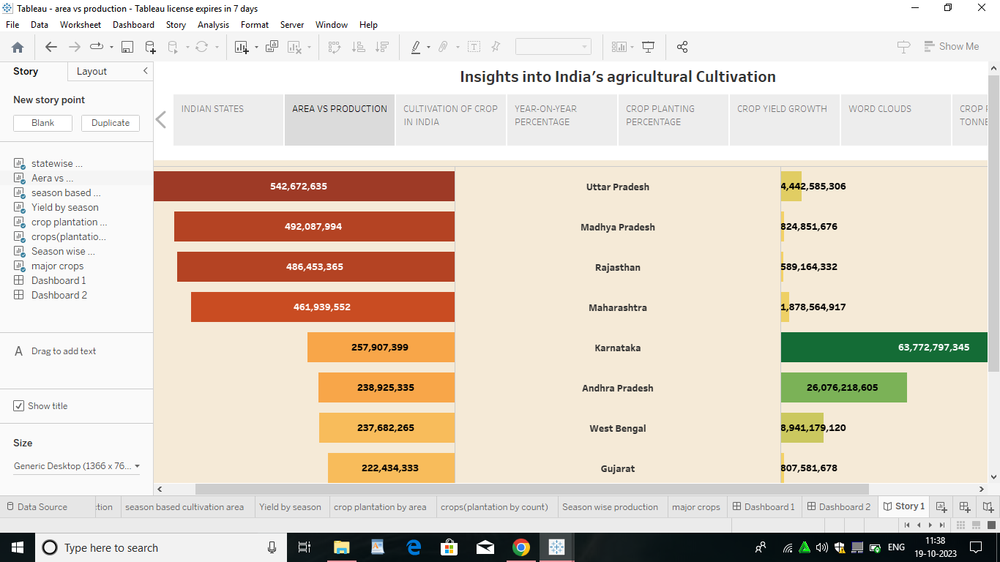 Tableau - area vs production - Tableau license expires in 7 days
File Data Worksheet Dashboard Story Analysis Format Server Window Help
Show Me
Story Layout
New story point
Blank Duplicate
statewise ...
Aera vs ...
season based ...
Yield by season
crop plantation ...
crops(plantatio...
Season wise ...
major crops
Dashboard 1
Dashboard 2
A Drag to add text
Show title
Size
Generic Desktop (1366 x 76...
Insights into India's agricultural Cultivation
INDIAN STATES
AREA VS PRODUCTION
CULTIVATION OF CROP
IN INDIA
YEAR-ON-YEAR
PERCENTAGE
CROP PLANTING
PERCENTAGE
CROP YIELD GROWTH
WORD CLOUDS
CROP
TONNE
542,672,635 Uttar Pradesh 4,442,585,306
492,087,994 Madhya Pradesh 824,851,676
486,453,365 Rajasthan 589,164,332
461,939,552 Maharashtra 1,878,564,917
257,907,399 Karnataka 63,772,797,345
238,925,335 Andhra Pradesh 26,076,218,605
237,682,265 West Bengal 8,941,179,120
222,434,333 Gujarat 807,581,678
Data Source ction season based cultivation area Yield by season crop plantation by area crops(plantation by count) Season wise production major crops Dashboard 1 Dashboard 2 Story 1
Type here to search
ENG
11:38
19-10-2023